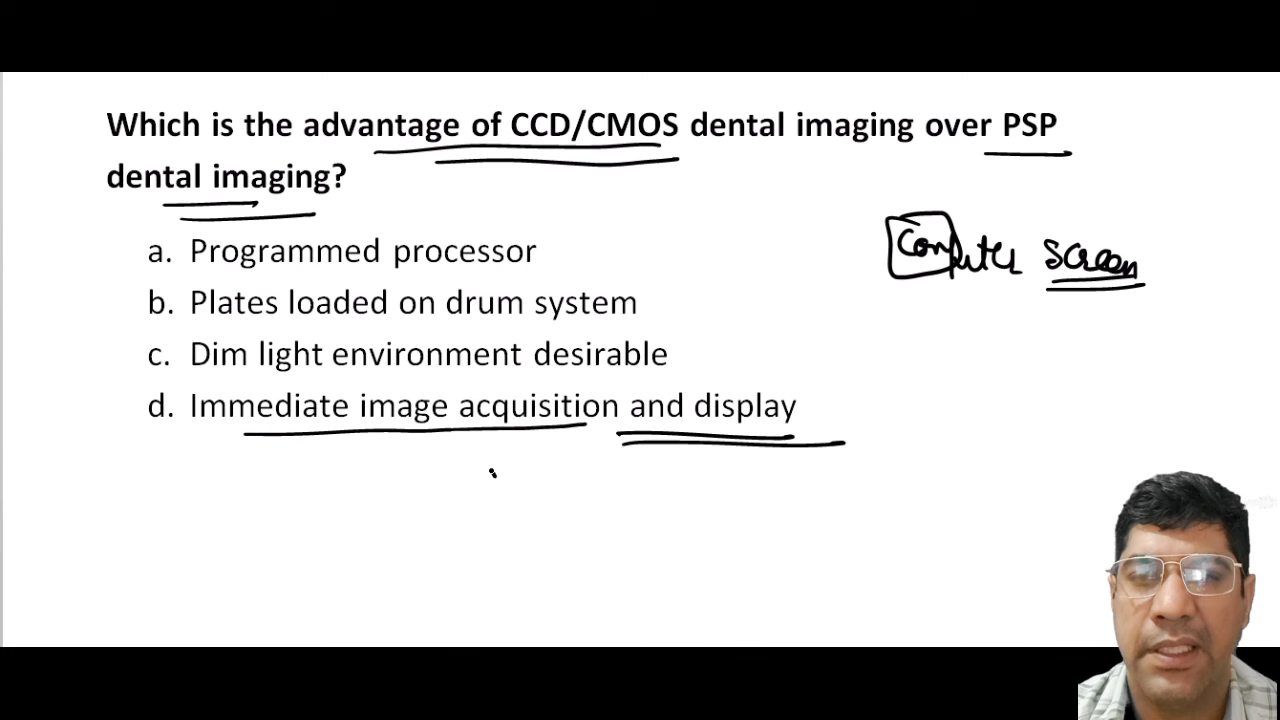 Which is the advantage of CCD/CMOS dental imaging over PSP
dental imaging?
a. Programmed processor
b. Plates loaded on drum system
c. Dim light environment desirable
d. Immediate image acquisition and display
Screen